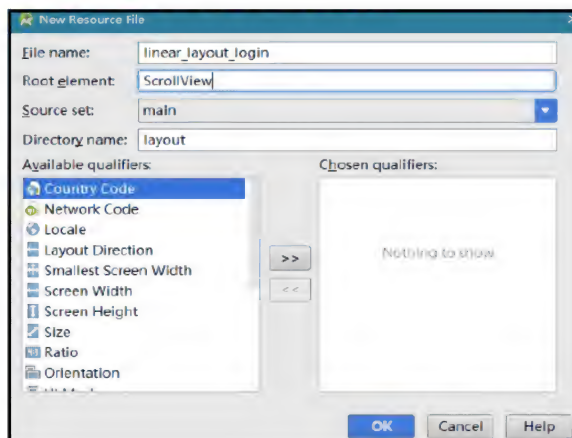 New Resource File
File name: linear_layout_login
Root element: ScrollView
Source set: main
Directory name: layout
Available qualifiers:
Chosen qualifiers:
Country Code
Network Code
Locale
Layout Direction
Smallest Screen Width
Screen Width
Screen Height
Size
Ratio
Orientation
>>
<<
Nothing to show
OK Cancel Help